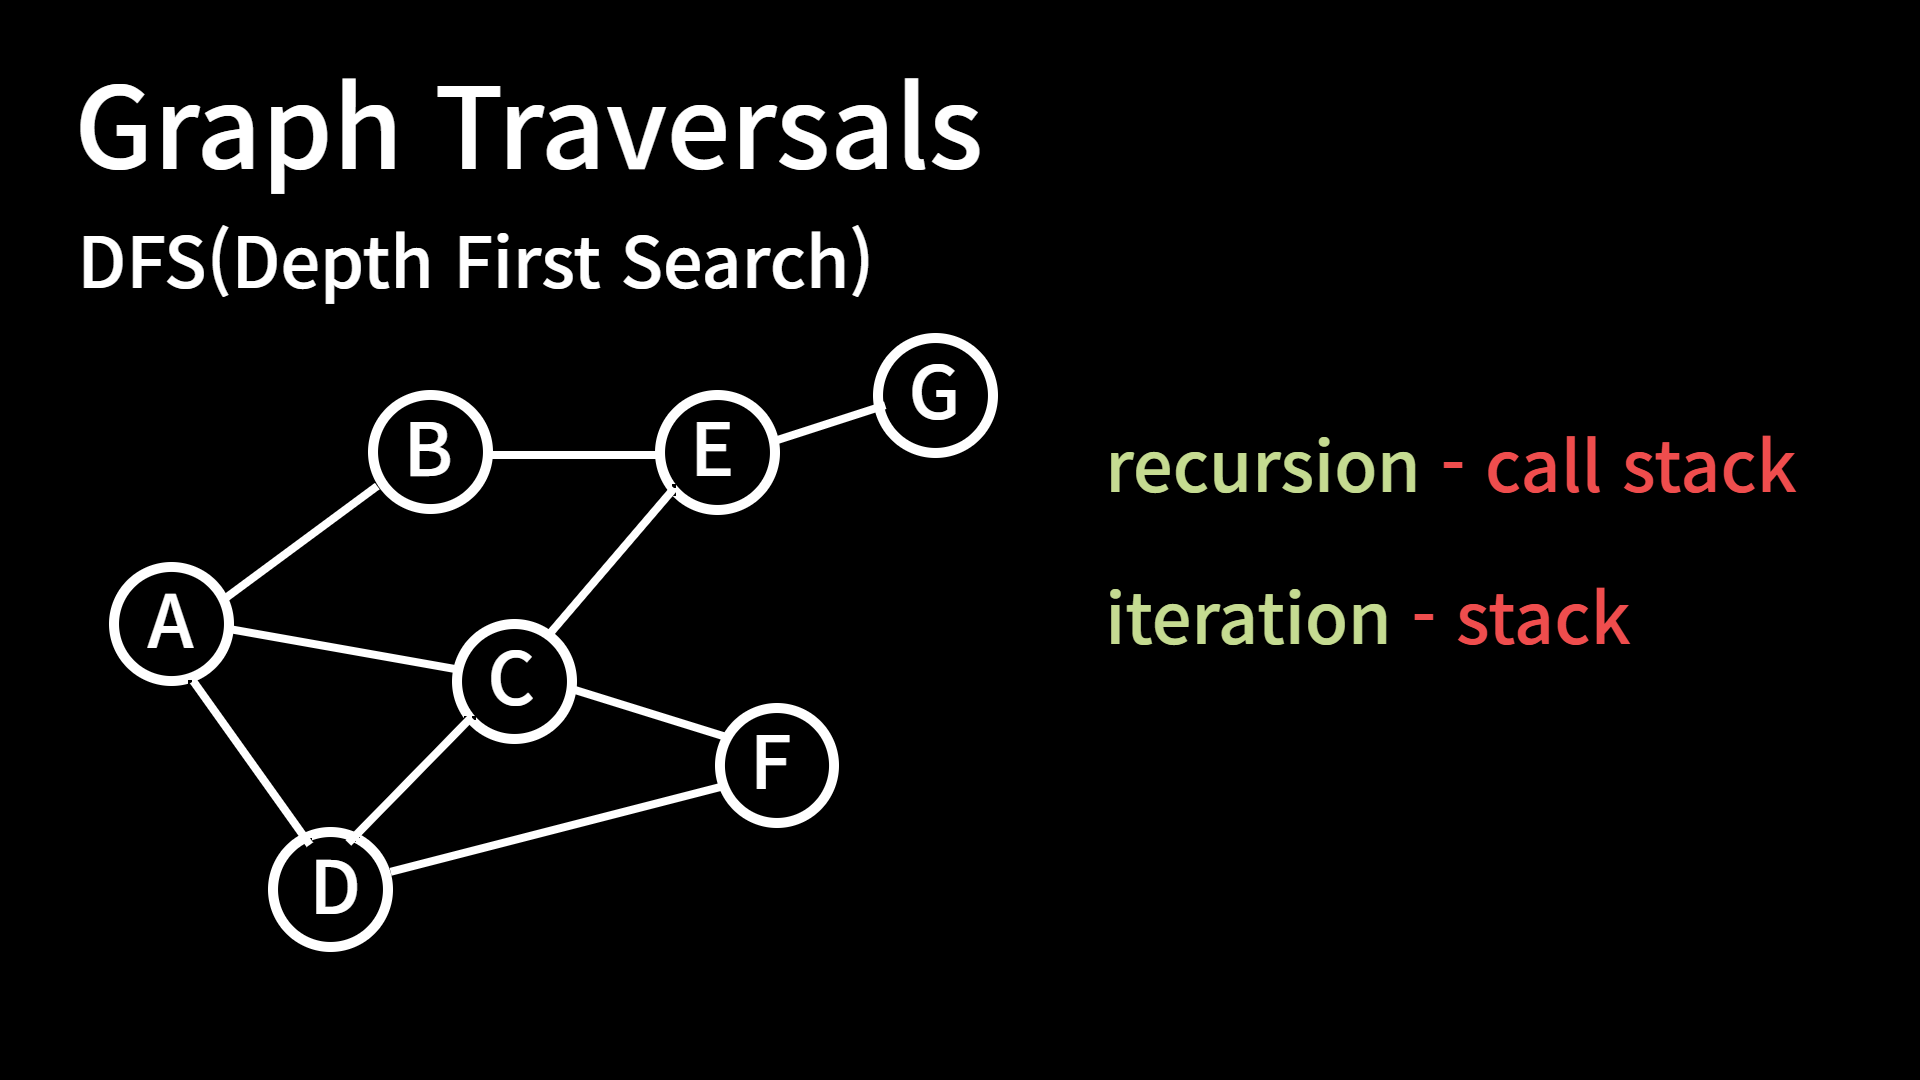 Graph Traversals
DFS(Depth First Search)
G
B
E
recursion - call stack
A
iteration - stack
C
F
D